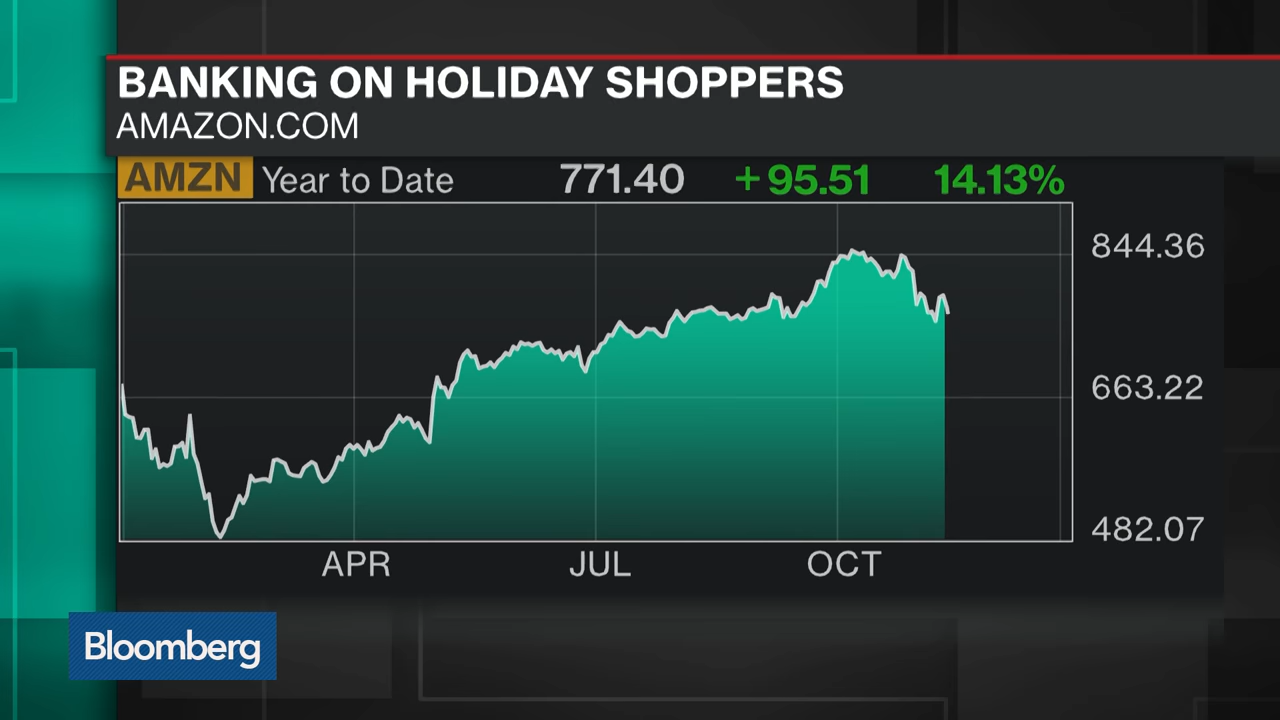 BANKING ON HOLIDAY SHOPPERS
AMAZON.COM
AMZN Year to Date 771.40 +95.51 14.13%
844.36
663.22
482.07
APR JUL OCT
Bloomberg